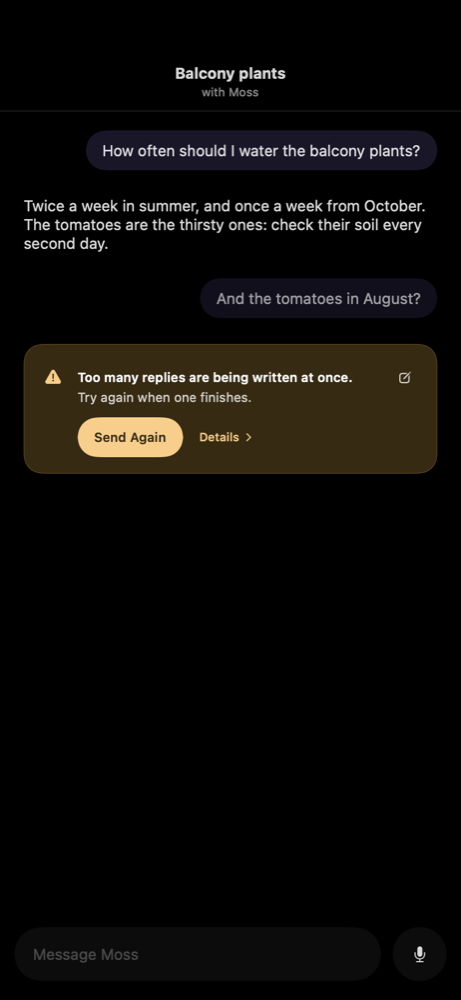 Balcony plants
with Moss
How often should I water the balcony plants?
Twice a week in summer, and once a week from October.
The tomatoes are the thirsty ones: check their soil every
second day.
And the tomatoes in August?
Too many replies are being written at once.
Try again when one finishes.
Send Again
Details
Message Moss